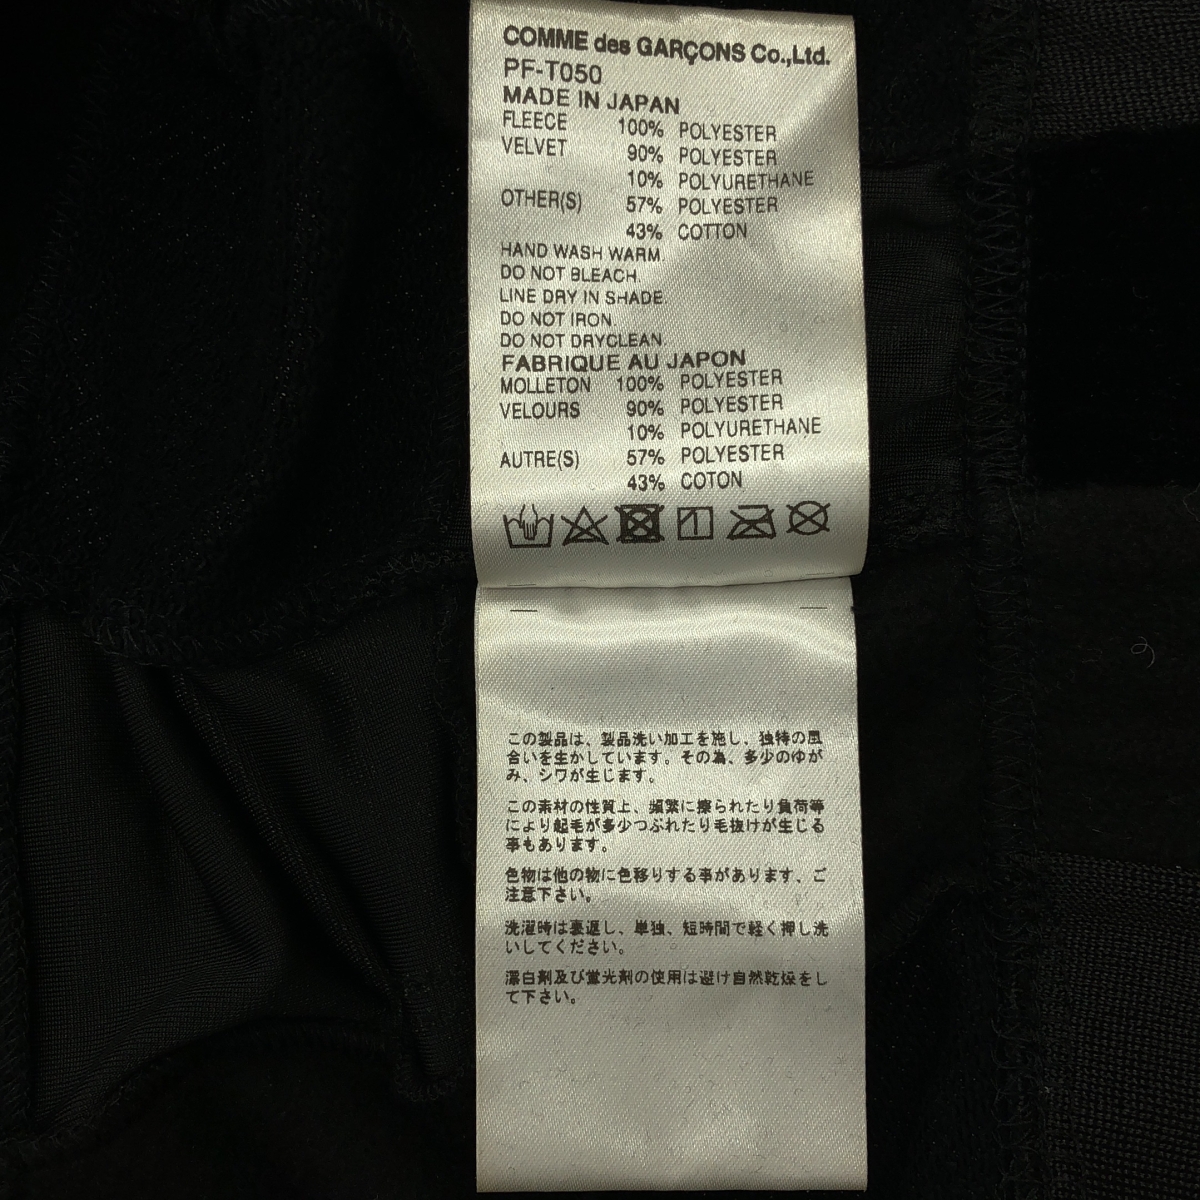 COMME des GARÇONS Co.,Ltd.
PF-T050
MADE IN JAPAN
FLEECE 100% POLYESTER
VELVET 90% POLYESTER
10% POLYURETHANE
OTHER(S) 57% POLYESTER
43% COTTON
HAND WASH WARM.
DO NOT BLEACH.
LINE DRY IN SHADE.
DO NOT IRON.
DO NOT DRYCLEAN.
FABRIQUE AU JAPON
MOLLETON 100% POLYESTER
VELOURS 90% POLYESTER
10% POLYURETHANE
AUTRE(S) 57% POLYESTER
43% COTON
この製品は、製品洗い加工を施し、独特の風
合いを生かしています。その為、多少のゆが
み、シワが生じます。
この素材の性質上、頻繁に擦られたり負荷等
により起毛が多少つぶれたり毛抜けが生じる
事もあります。
色物は他の物に色移りする事があります、ご
注意下さい。
洗濯時は裏返し、単独、短時間で軽く押し洗
いしてください。
漂白剤及び蛍光剤の使用は避け自然乾燥をし
て下さい。